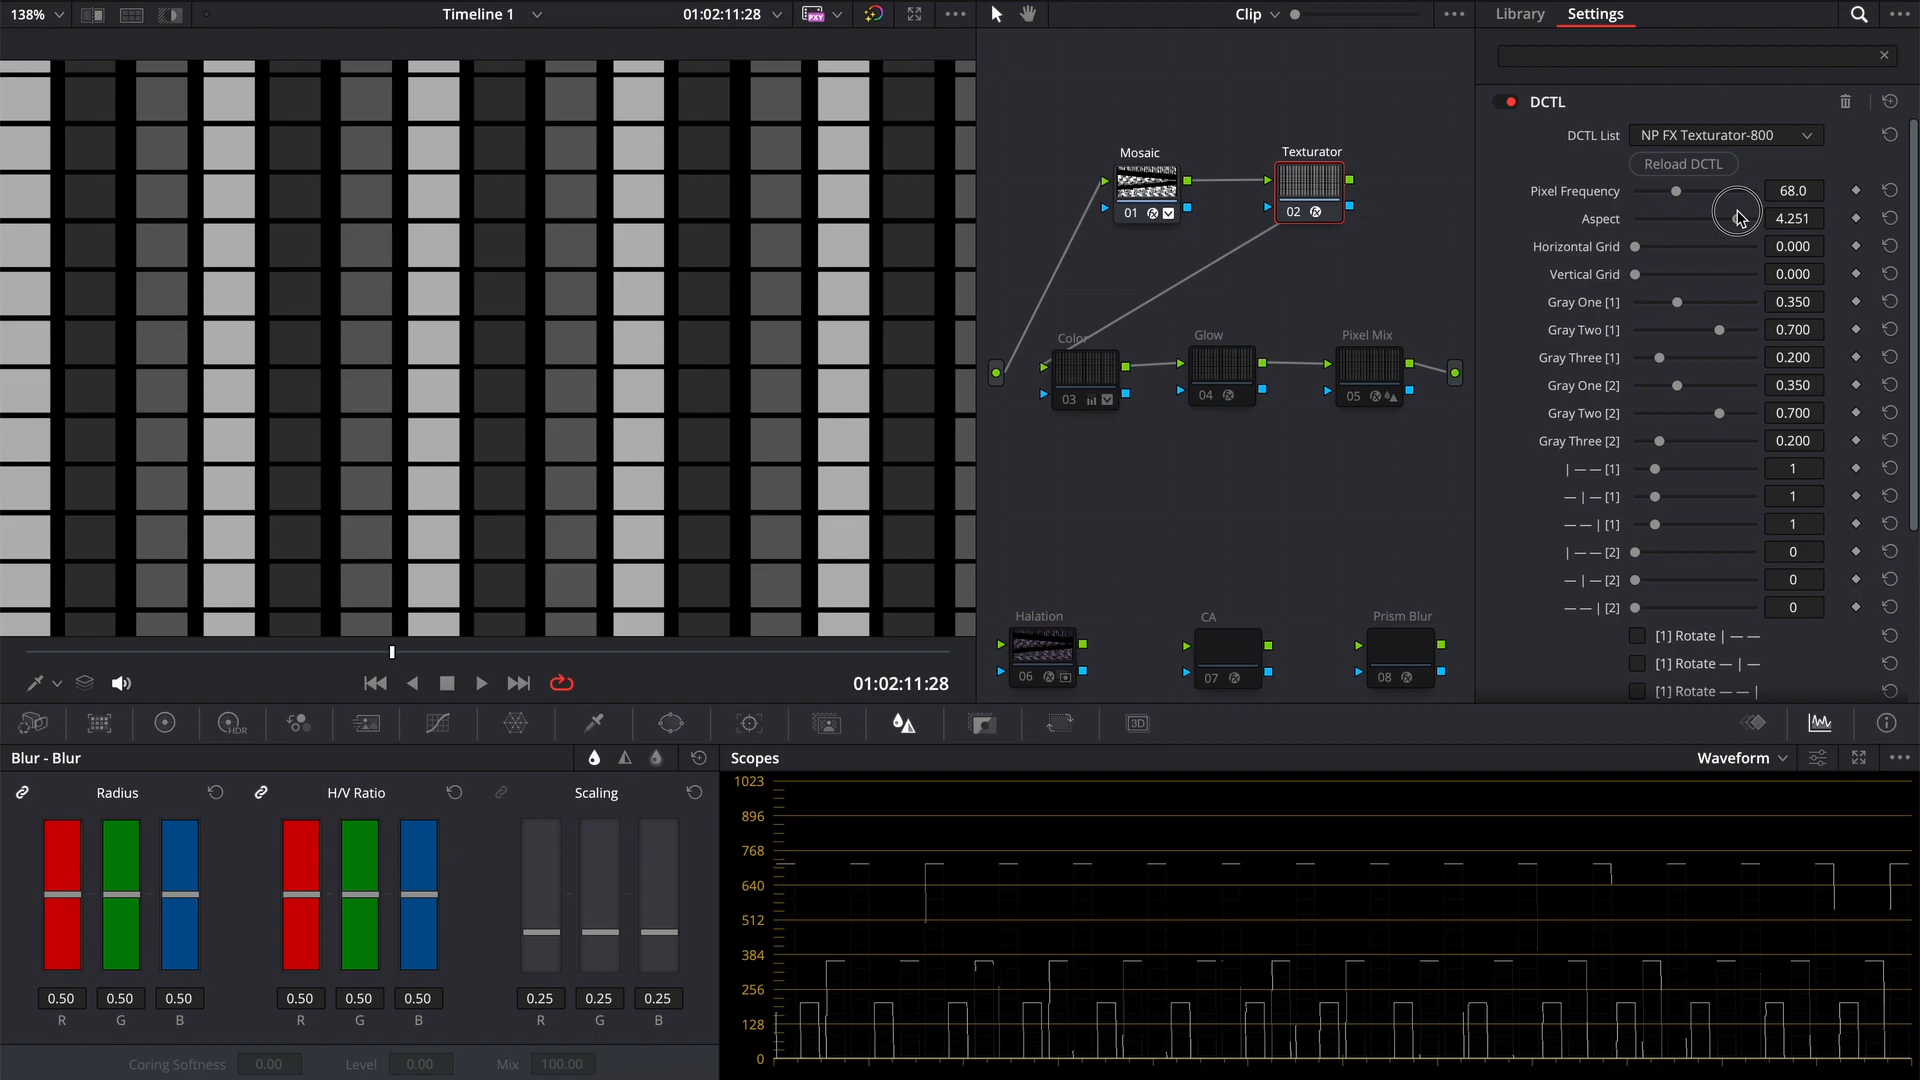 138%
Timeline 1
01:02:11:28
PXY
Clip
Library
Settings
DCTL
DCTL List
NP FX Texturator-800
Reload DCTL
Pixel Frequency
68.0
Aspect
4.251
Horizontal Grid
0.000
Vertical Grid
0.000
Gray One [1]
0.350
Gray Two [1]
0.700
Gray Three [1]
0.200
Gray One [2]
0.350
Gray Two [2]
0.700
Gray Three [2]
0.200
| — — [1]
1
— | — [1]
1
— — | [1]
1
| — — [2]
0
— | — [2]
0
— — | [2]
0
[1] Rotate | — —
[1] Rotate — | —
[1] Rotate — — |
Mosaic
01
Texturator
02
Color
03
Glow
04
Pixel Mix
05
Halation
06
CA
07
Prism Blur
08
01:02:11:28
HDR
3D
Blur - Blur
Radius
H/V Ratio
Scaling
0.50
0.50
0.50
0.50
0.50
0.50
0.25
0.25
0.25
R
G
B
R
G
B
R
G
B
Coring Softness
0.00
Level
0.00
Mix
100.00
Scopes
Waveform
1023
896
768
640
512
384
256
128
0